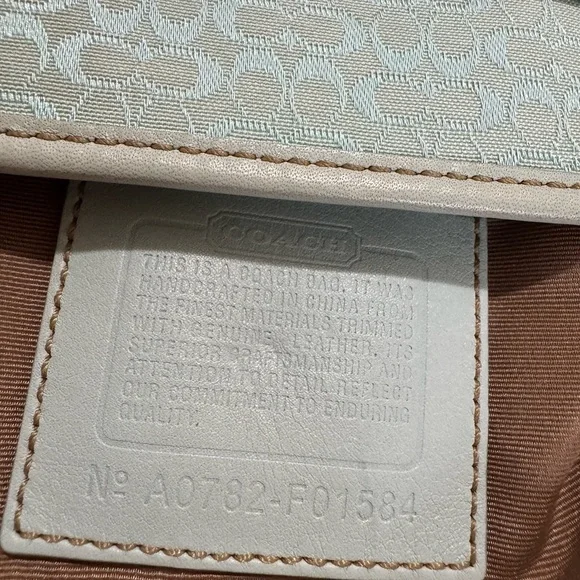 COACH
THIS IS A COACH BAG. IT WAS
HANDCRAFTED IN CHINA FROM
THE FINEST MATERIALS TRIMMED
WITH GENUINE LEATHER. ITS
SUPERIOR CRAFTSMANSHIP AND
ATTENTION TO DETAIL REFLECT
OUR COMMITMENT TO ENDURING
QUALITY.
Nº A0782-F01584